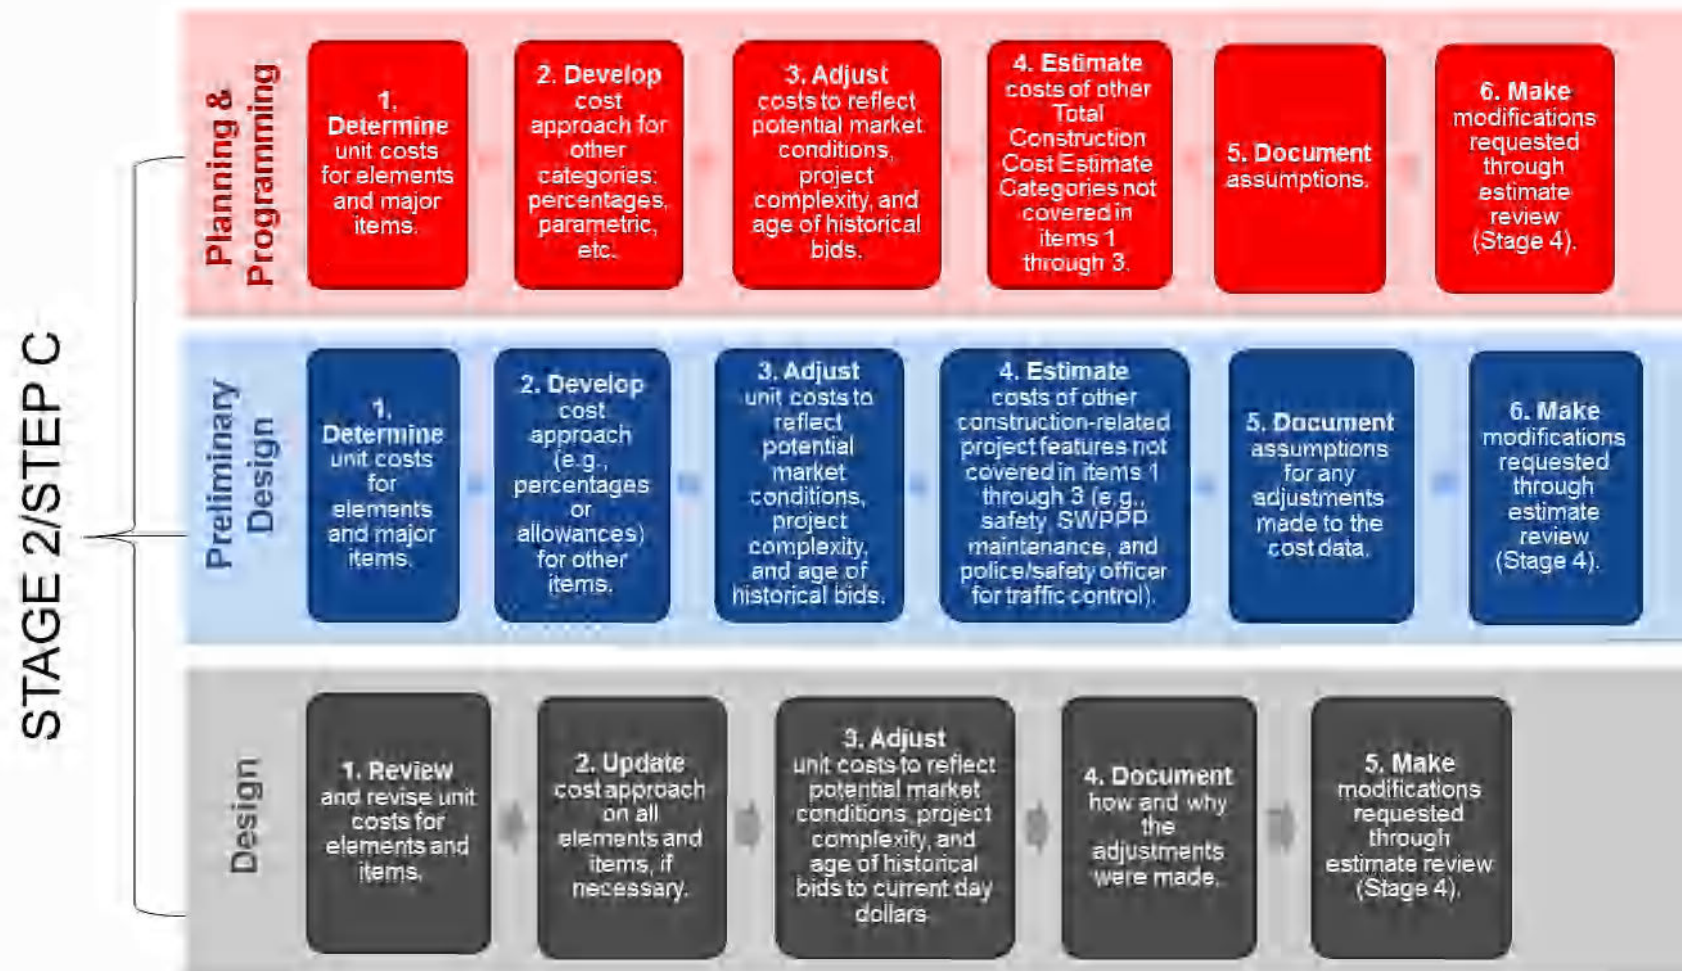 STAGE 2/STEP C
Planning &
Programming
1.
Determine
unit costs
for elements
and major
items.
2. Develop
cost
approach for
other
categories:
percentages,
parametric,
etc.
3. Adjust
costs to reflect
potential market
conditions,
project
complexity, and
age of historical
bids.
4. Estimate
costs of other
Total
Construction
Cost Estimate
Categories not
covered in
items 1
through 3.
5. Document
assumptions.
6. Make
modifications
requested
through
estimate
review
(Stage 4).
Preliminary
Design
1.
Determine
unit costs
for
elements
and major
items.
2. Develop
cost
approach
(e.g.,
percentages
or
allowances)
for other
items.
3. Adjust
unit costs to
reflect
potential
market
conditions,
project
complexity,
and age of
historical bids.
4. Estimate
costs of other
construction-related
project features not
covered in items 1
through 3 (e.g.,
safety, SWPPP
maintenance, and
police/safety officer
for traffic control).
5. Document
assumptions
for any
adjustments
made to the
cost data.
6. Make
modifications
requested
through
estimate
review
(Stage 4).
Design
1. Review
and revise unit
costs for
elements and
items.
2. Update
cost approach
on all
elements and
items, if
necessary.
3. Adjust
unit costs to reflect
potential market
conditions, project
complexity, and
age of historical
bids to current day
dollars
4. Document
how and why
the
adjustments
were made.
5. Make
modifications
requested
through
estimate review
(Stage 4).